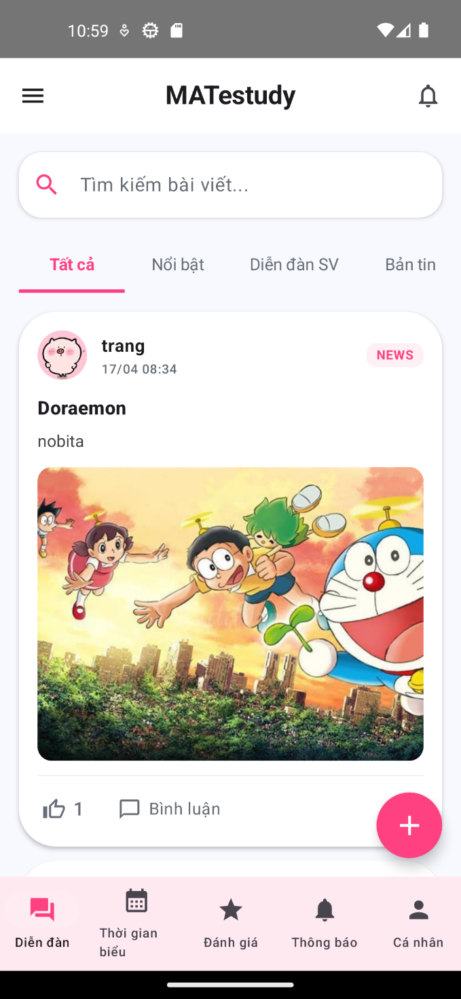 10:59
MATestudy
Tìm kiếm bài viết...
Tất cả
Nổi bật
Diễn đàn SV
Bản tin
trang
NEWS
17/04 08:34
Doraemon
nobita
1
Bình luận
Diễn đàn
Thời gian
biểu
Đánh giá
Thông báo
Cá nhân